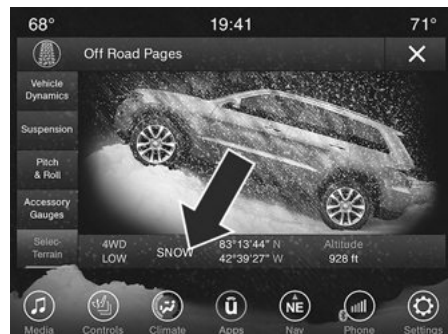 68°
19:41
71°
Off Road Pages
Vehicle
Dynamics
Suspension
Pitch
& Roll
Accessory
Gauges
Selec-
Terrain
4WD
LOW
SNOW
83°13'44" N
42°39'27" W
Altitude
928 ft
Media
Controls
Climate
ū
Apps
NE
Nav
Phone
Settings